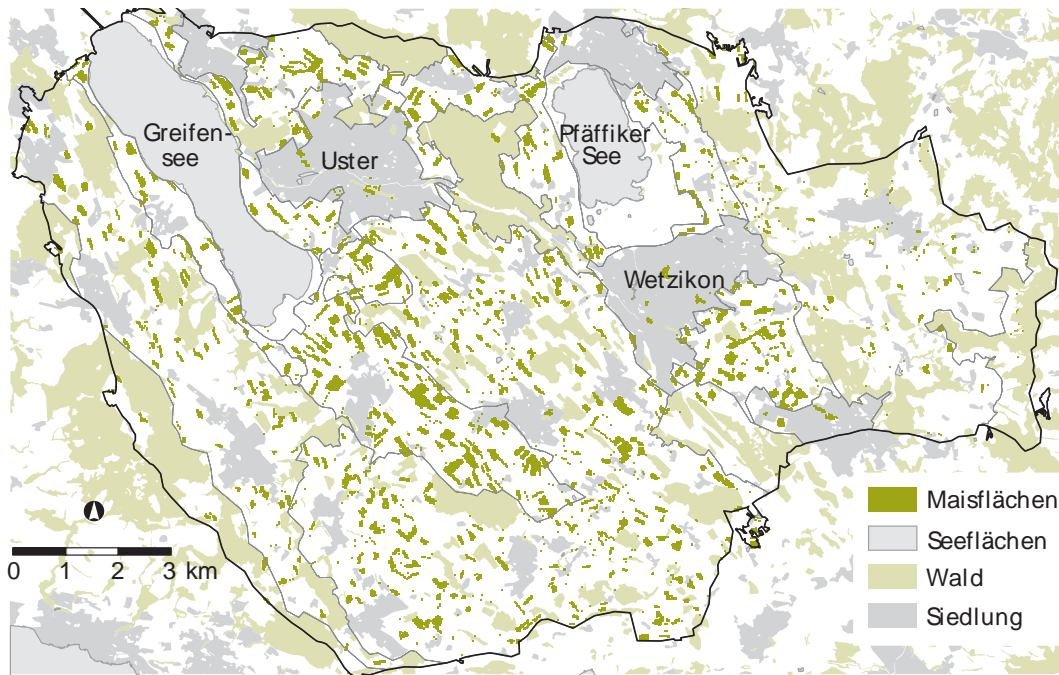 Greifen-
see
Uster
Pfäffiker
See
Wetzikon
Maisflächen
Seeflächen
Wald
Siedlung
0 1 2 3 km